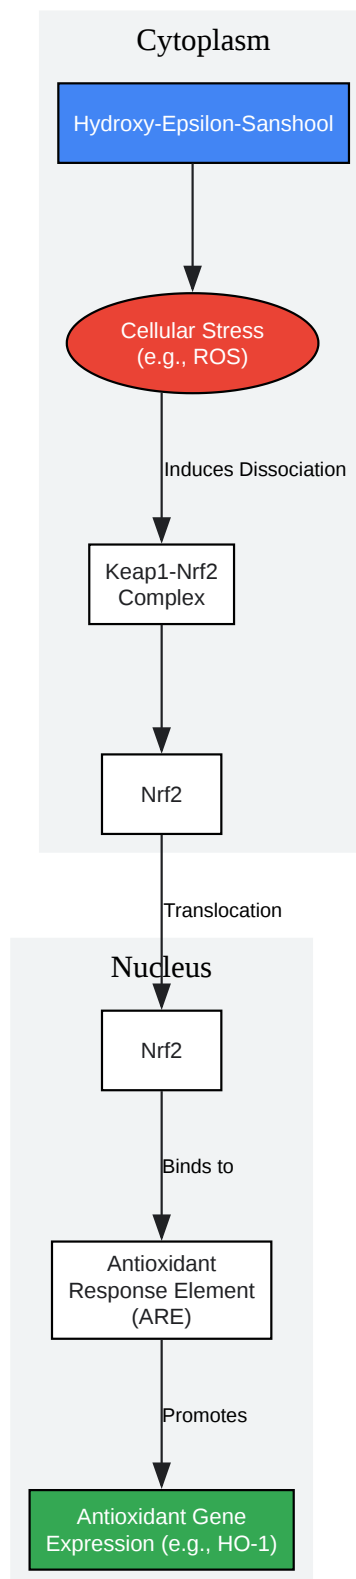 Cytoplasm
Hydroxy-Epsilon-Sanshool
Cellular Stress
(e.g., ROS)
Induces Dissociation
Keap1-Nrf2
Complex
Nrf2
Translocation
Nucleus
Nrf2
Binds to
Antioxidant
Response Element
(ARE)
Promotes
Antioxidant Gene
Expression (e.g., HO-1)